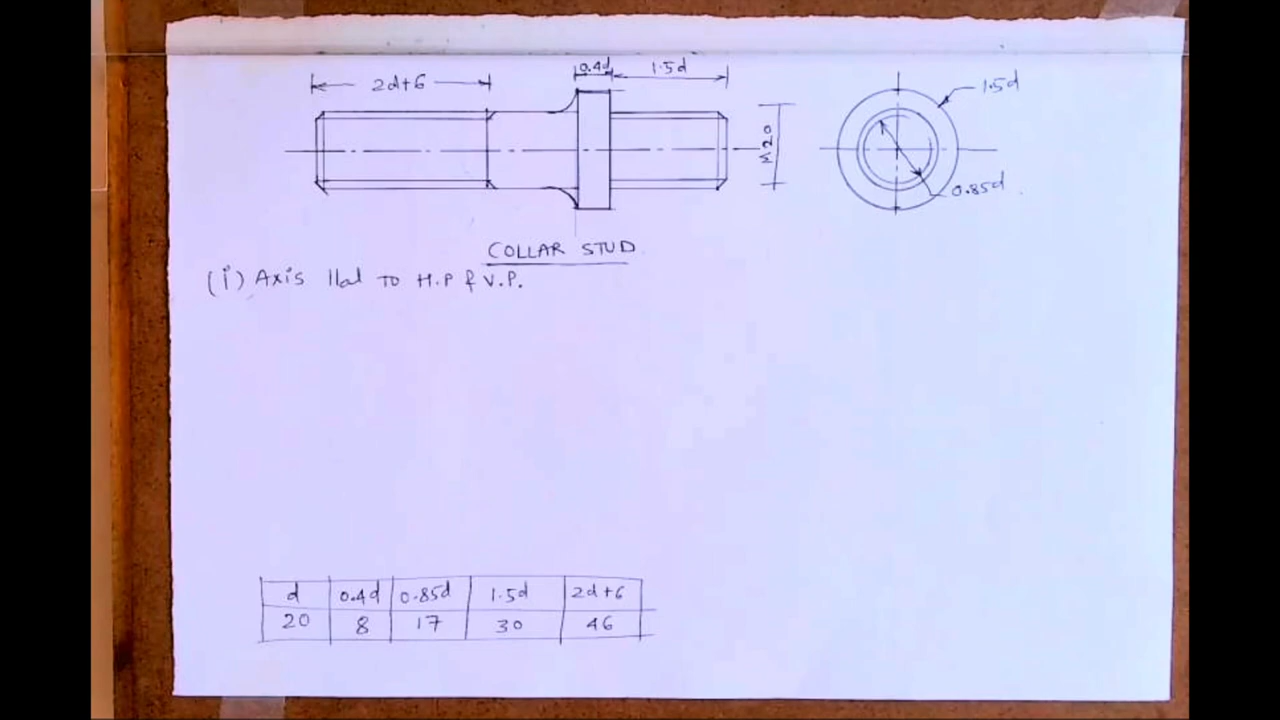 2d+6
0.4d
1.5d
M20
1.5d
0.85d
COLLAR STUD
(i) Axis llal To H.P & V.P.
d 0.4d 0.85d 1.5d 2d+6
20 8 17 30 46